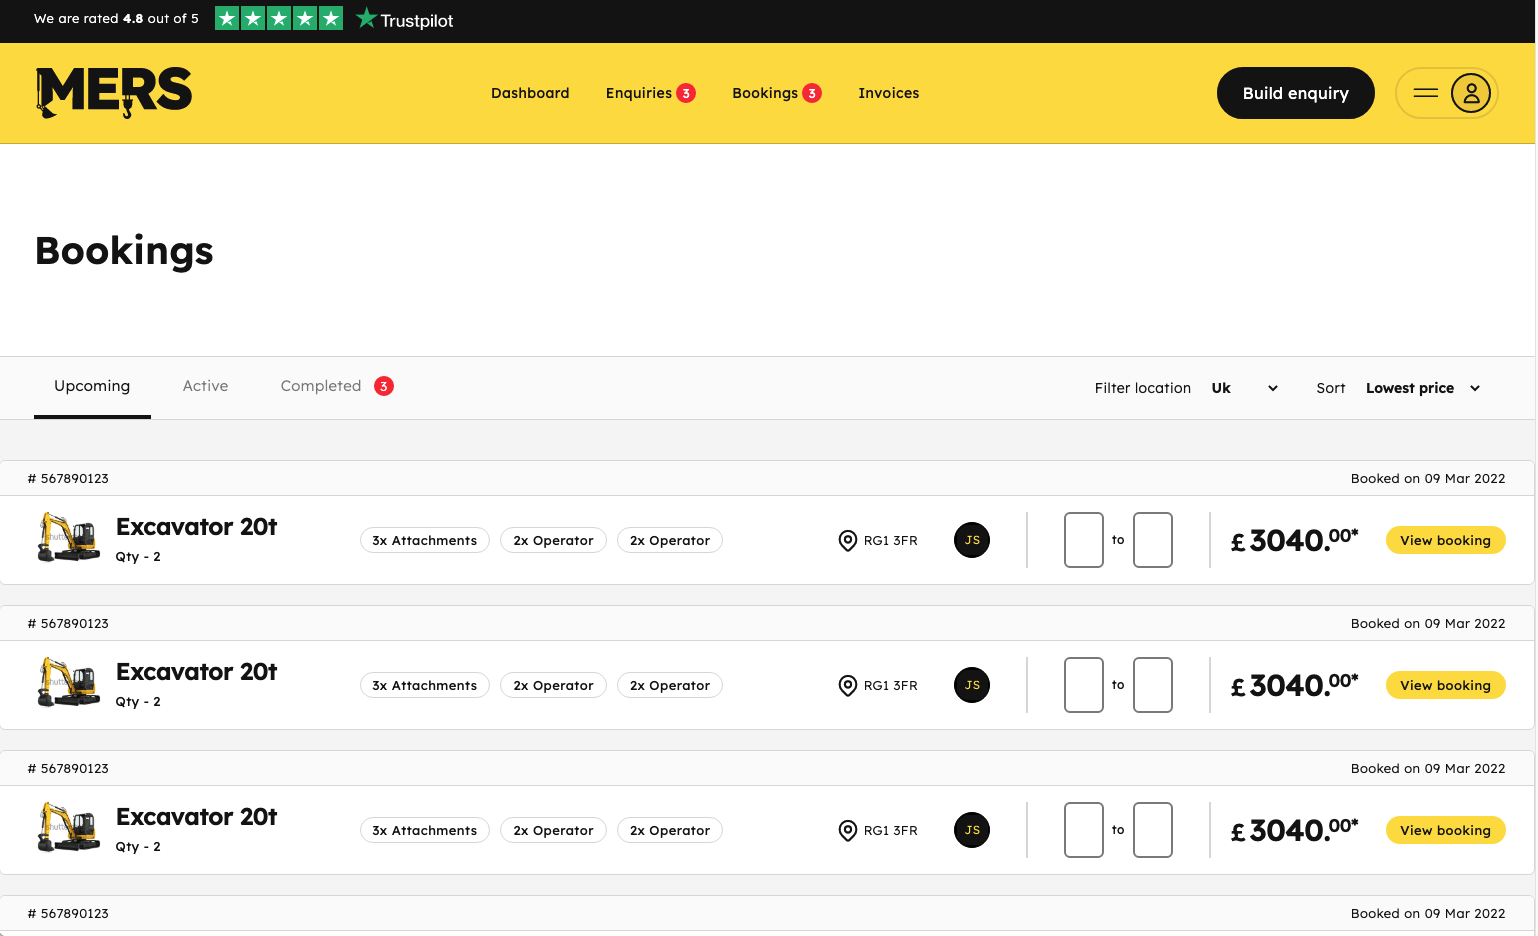 We are rated 4.8 out of 5 Trustpilot
MERS Dashboard Enquiries 3 Bookings 3 Invoices Build enquiry
Bookings
Upcoming Active Completed 3 Filter location Uk Sort Lowest price
# 567890123 Booked on 09 Mar 2022
Excavator 20t
3x Attachments 2x Operator 2x Operator RG1 3FR JS to £ 3040.00* View booking
Qty - 2
# 567890123 Booked on 09 Mar 2022
Excavator 20t
3x Attachments 2x Operator 2x Operator RG1 3FR JS to £ 3040.00* View booking
Qty - 2
# 567890123 Booked on 09 Mar 2022
Excavator 20t
3x Attachments 2x Operator 2x Operator RG1 3FR JS to £ 3040.00* View booking
Qty - 2
# 567890123 Booked on 09 Mar 2022